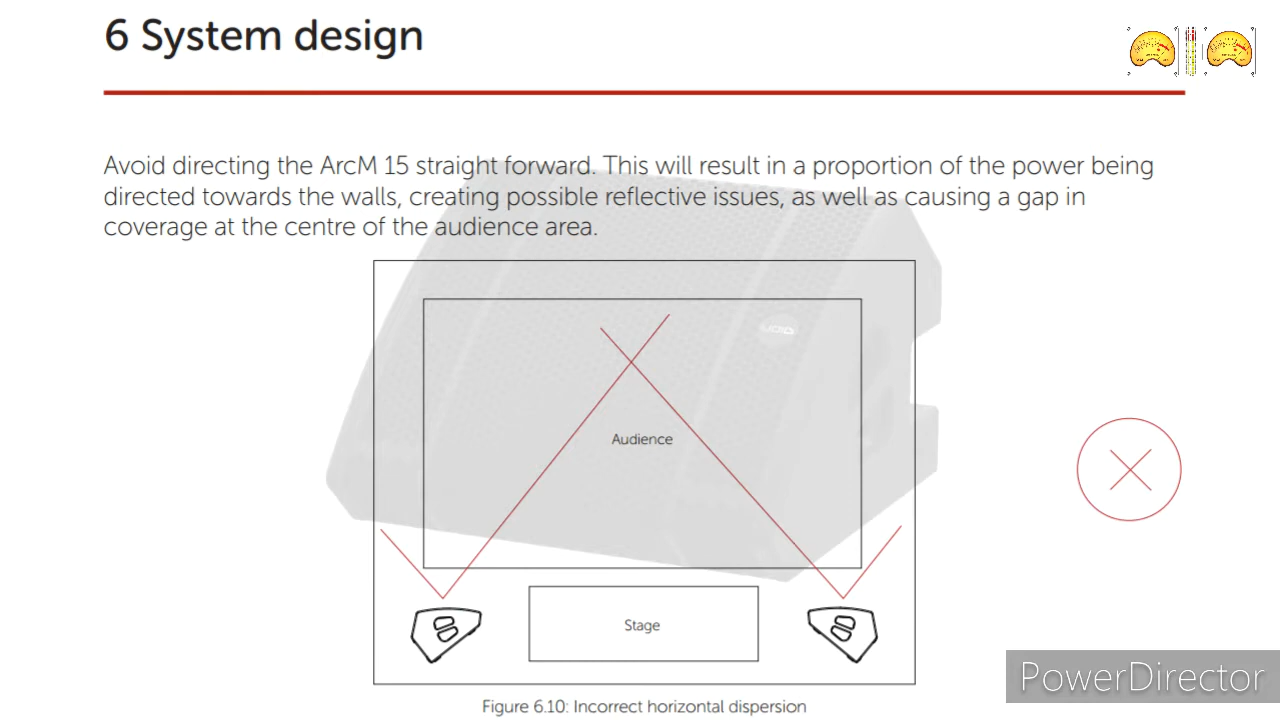 6 System design
Avoid directing the ArcM 15 straight forward. This will result in a proportion of the power being
directed towards the walls, creating possible reflective issues, as well as causing a gap in
coverage at the centre of the audience area.
Audience
Stage
Figure 6.10: Incorrect horizontal dispersion
PowerDirector